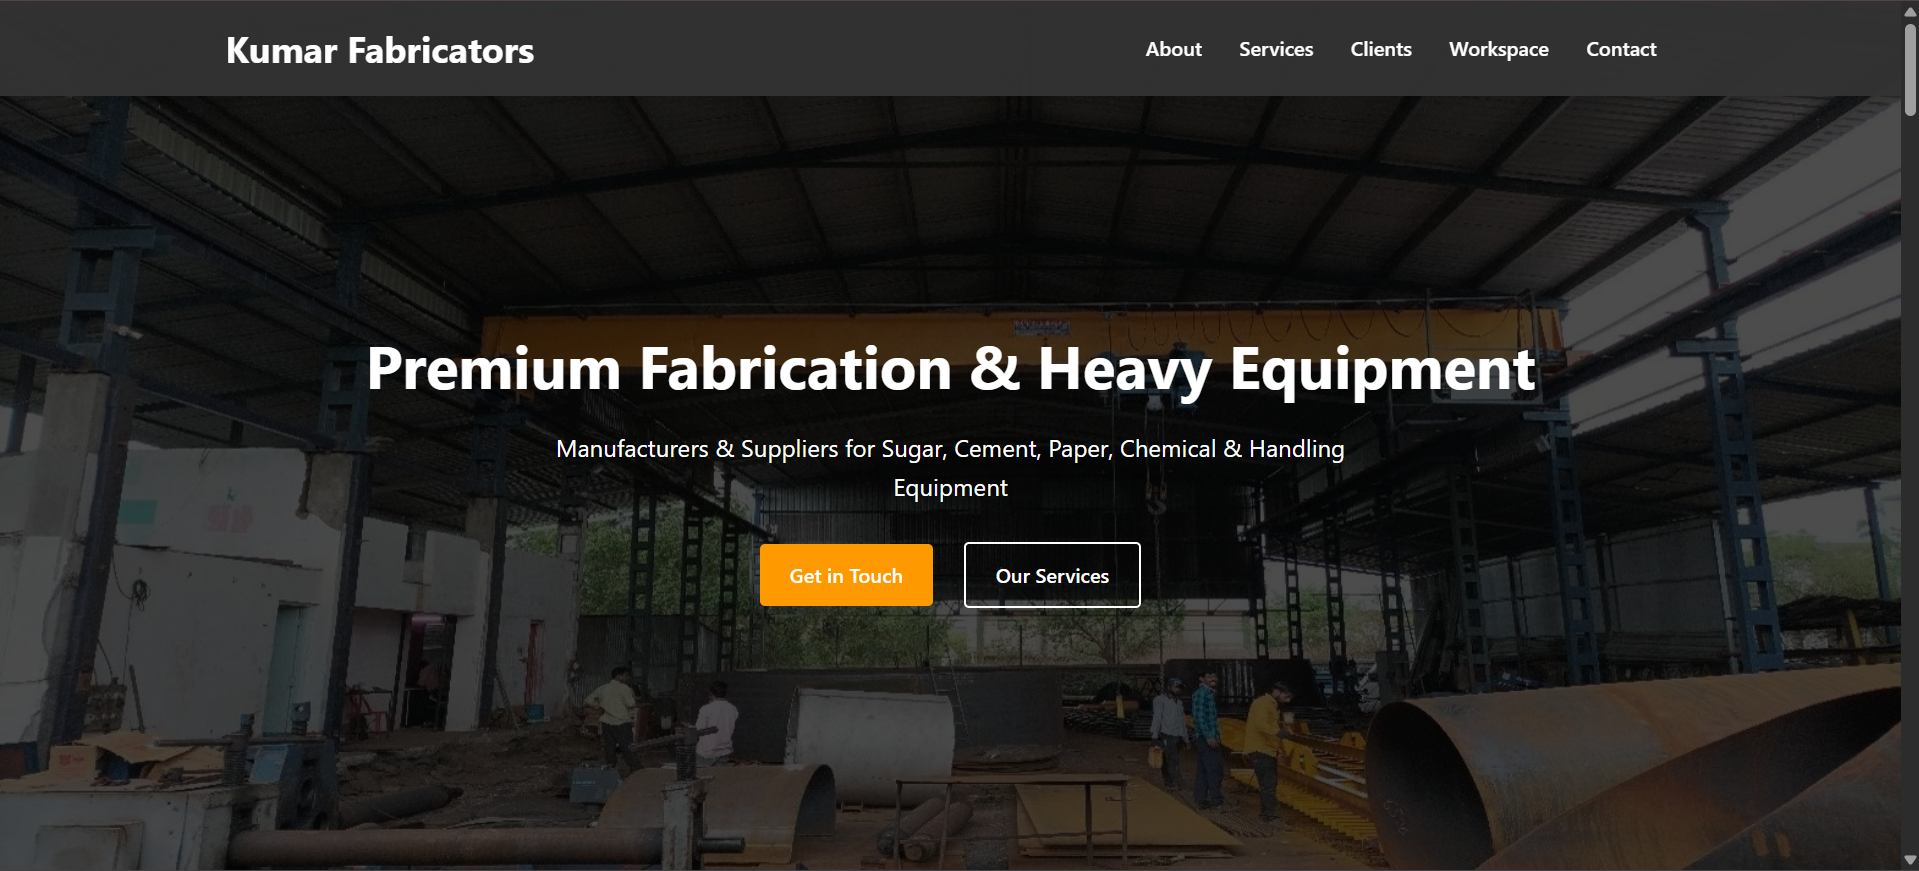 Kumar Fabricators
About Services Clients Workspace Contact
Premium Fabrication & Heavy Equipment
Manufacturers & Suppliers for Sugar, Cement, Paper, Chemical & Handling
Equipment
Get in Touch
Our Services